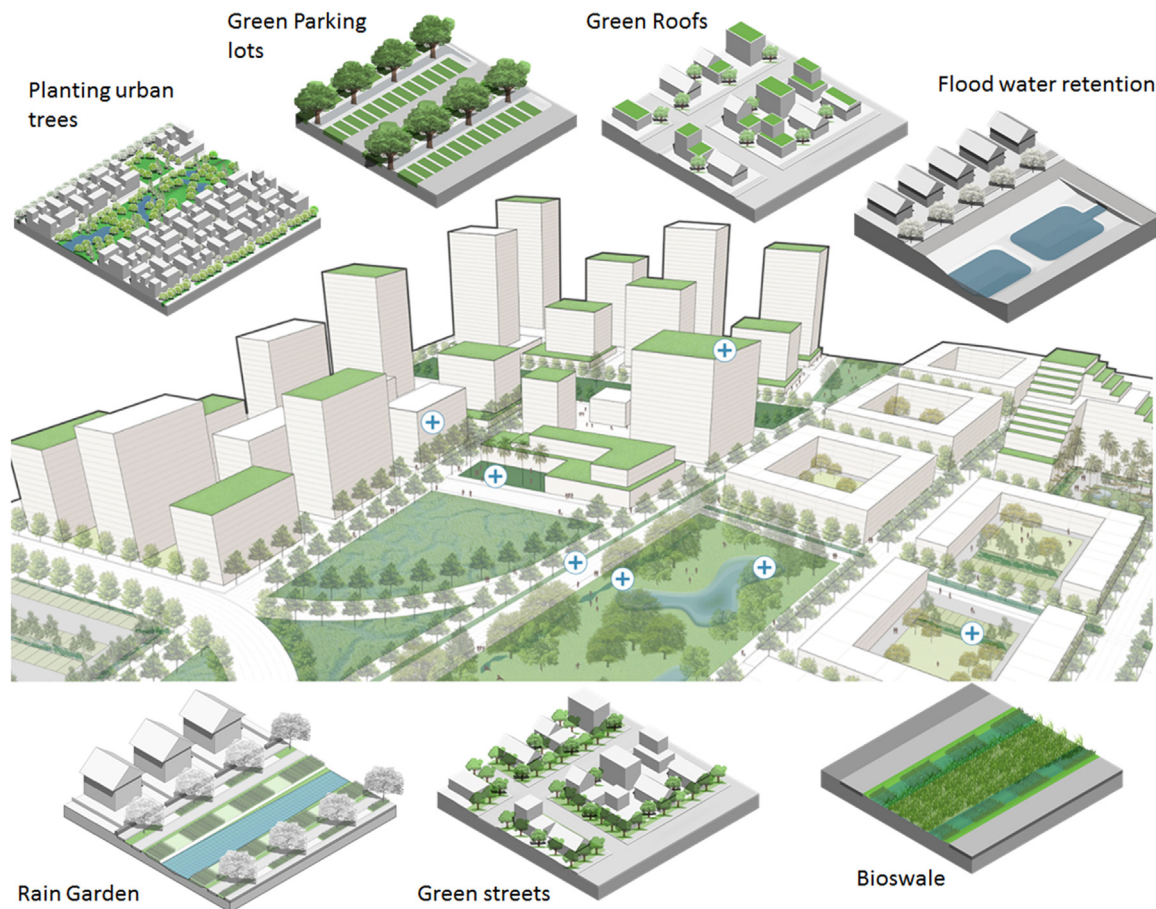 Green Parking
lots
Green Roofs
Planting urban
trees
Flood water retention
Rain Garden
Green streets
Bioswale